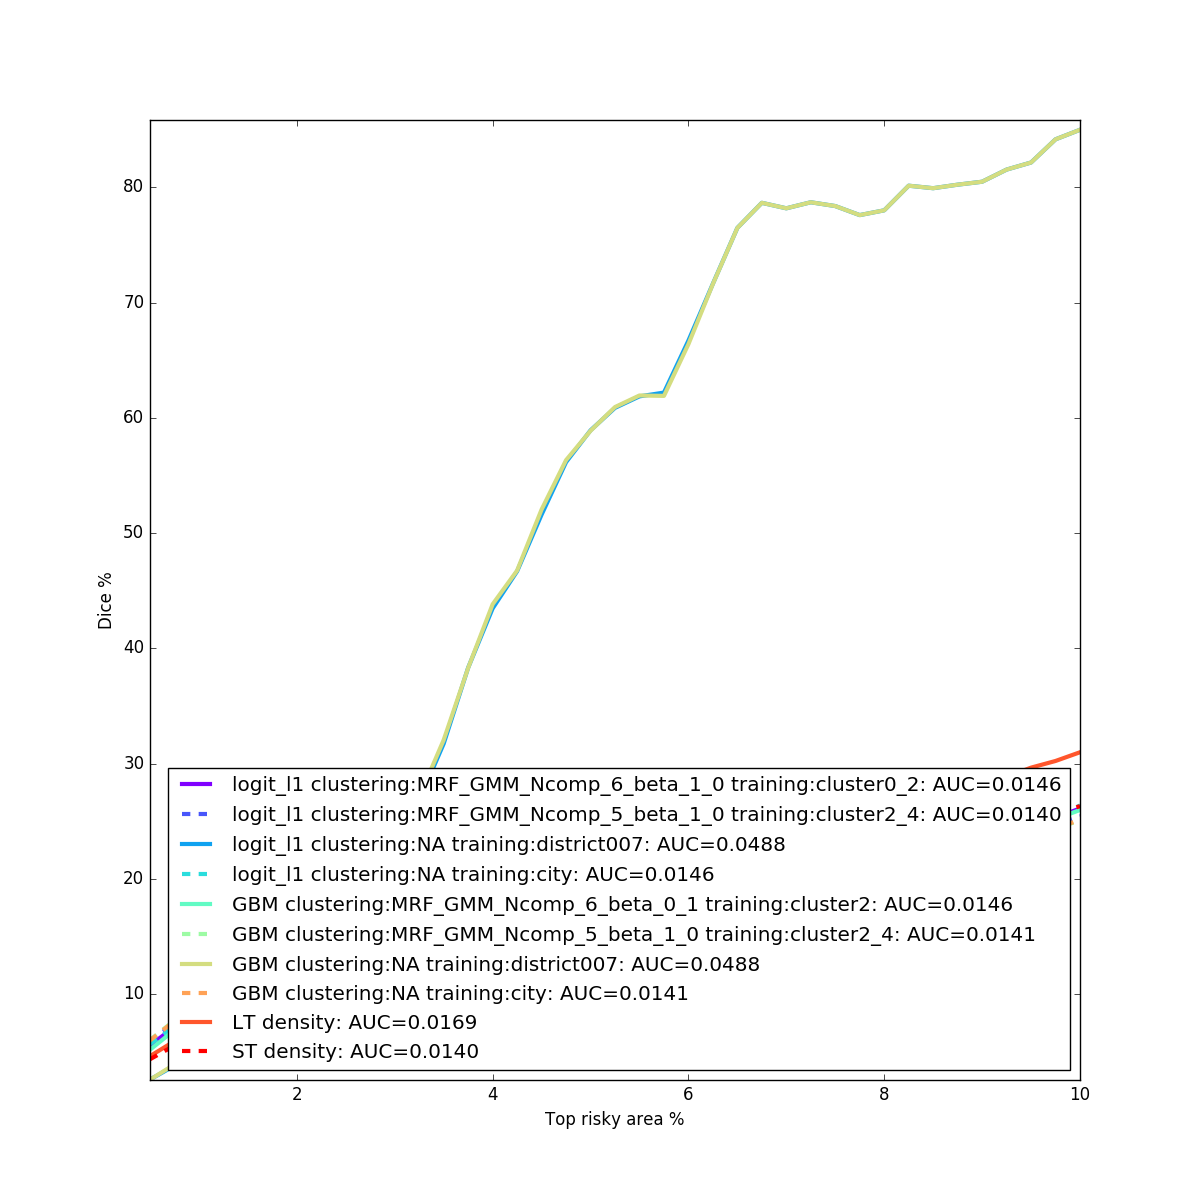 80
70
60
50
40
30
20
10
Dice %
logit_l1 clustering:MRF_GMM_Ncomp_6_beta_1_0 training:cluster0_2: AUC=0.0146
logit_l1 clustering:MRF_GMM_Ncomp_5_beta_1_0 training:cluster2_4: AUC=0.0140
logit_l1 clustering:NA training:district007: AUC=0.0488
logit_l1 clustering:NA training:city: AUC=0.0146
GBM clustering:MRF_GMM_Ncomp_6_beta_0_1 training:cluster2: AUC=0.0146
GBM clustering:MRF_GMM_Ncomp_5_beta_1_0 training:cluster2_4: AUC=0.0141
GBM clustering:NA training:district007: AUC=0.0488
GBM clustering:NA training:city: AUC=0.0141
LT density: AUC=0.0169
ST density: AUC=0.0140
2 4 6 8 10
Top risky area %